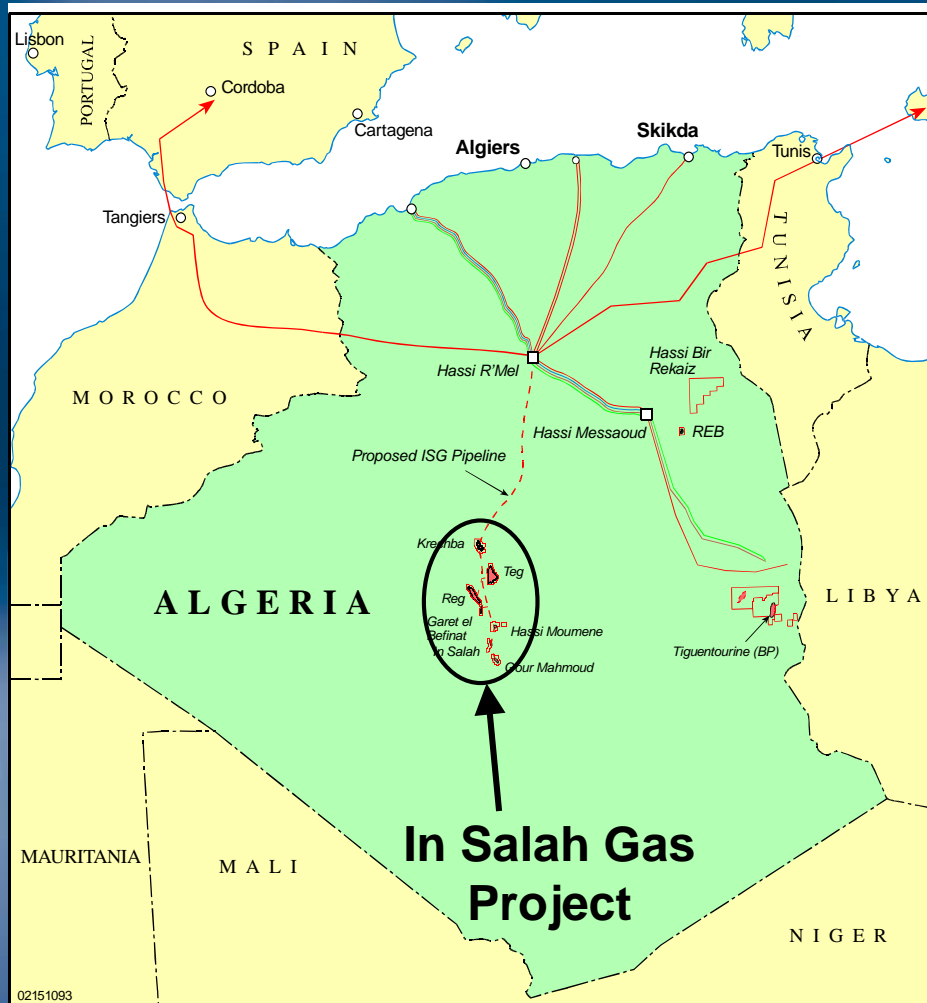 Lisbon
SPAIN
PORTUGAL
Cordoba
Cartagena
Algiers
Skikda
Tunis
Tangiers
TUNISIA
Hassi R'Mel
Hassi Bir
Rekaiz
MOROCCO
Hassi Messaoud
REB
Proposed ISG Pipeline
Krechba
Teg
ALGERIA
Reg
LIBYA
Garet el
Befinat
Hassi Moumene
In Salah
Gour Mahmoud
Tiguentourine (BP)
In Salah Gas
Project
MAURITANIA
MALI
NIGER
02151093